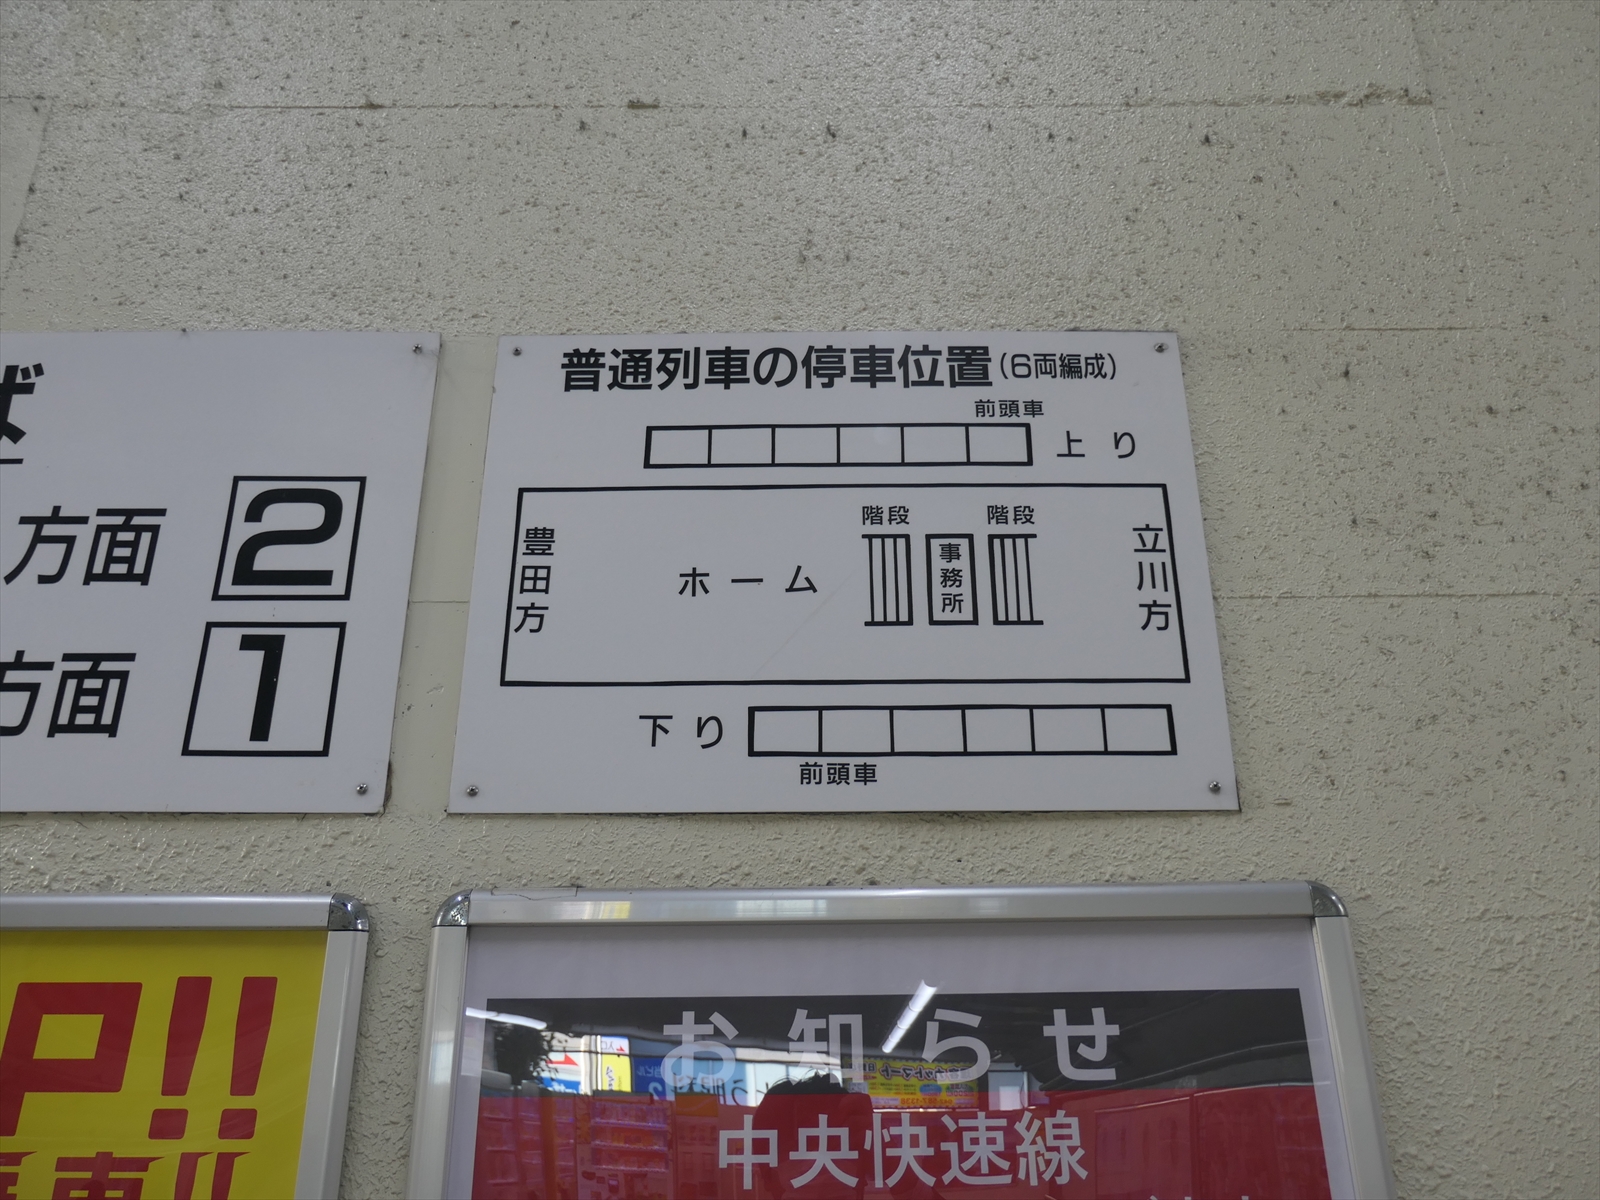 ば
方面 2
方面 1
普通列車の停車位置(6両編成)
前頭車
上り
階段 階段
豊田方
ホーム
事務所
立川方
下り
前頭車
P!!
お知らせ
中央快速線